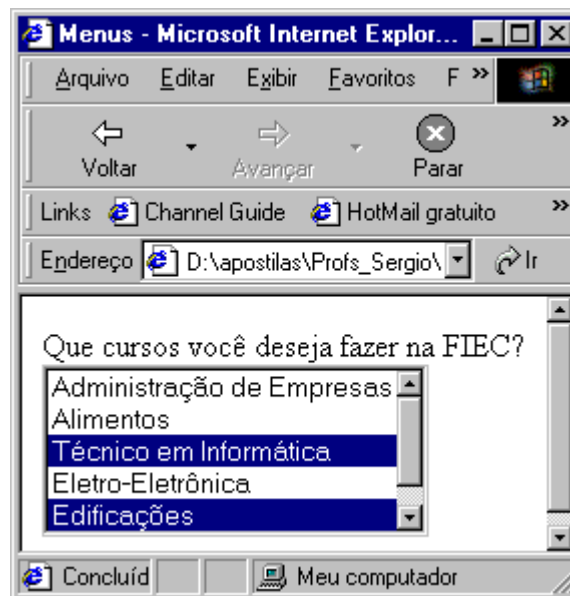 Menus - Microsoft Internet Explor...
Arquivo Editar Exibir Favoritos F »
Voltar Avançar Parar »
Links Channel Guide HotMail gratuito »
Endereço D:\apostilas\Profs_Sergio\ Ir
Que cursos você deseja fazer na FIEC?
Administração de Empresas
Alimentos
Técnico em Informática
Eletro-Eletrônica
Edificações
Concluíd Meu computador